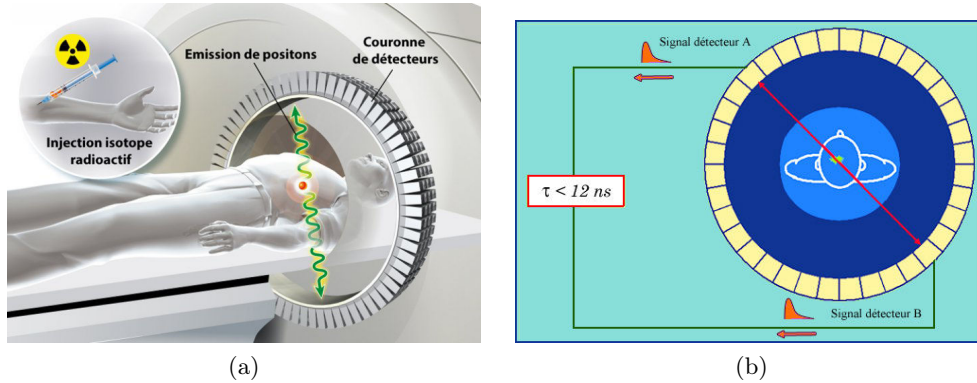 Emission de positons
Couronne
de détecteurs
Injection isotope
radioactif
(a)
Signal détecteur A
τ < 12 ns
Signal détecteur B
(b)